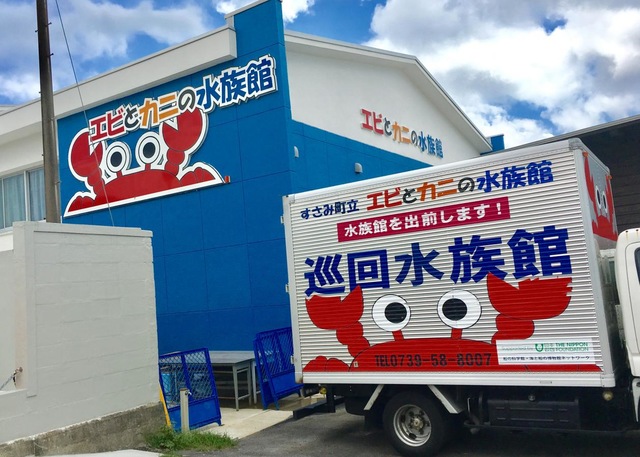 エビとカニの水族館
エビとカニの水族館
すさみ町立 エビとカニの水族館
水族館を出前します！
巡回水族館
TEL0739-58-8007
THE NIPPON
FOUNDATION